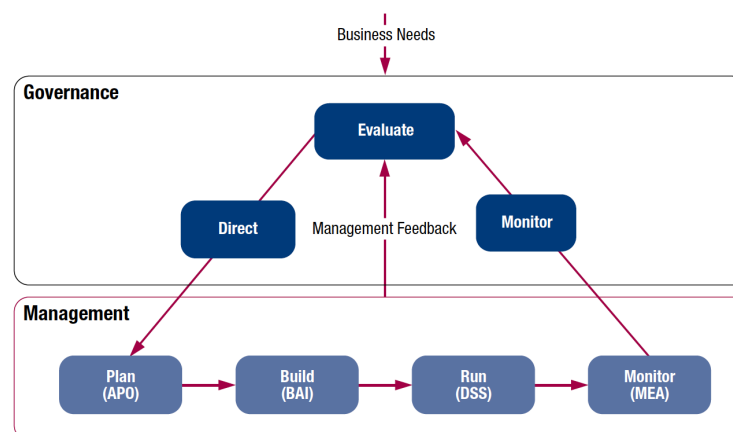 Business Needs
Governance
Evaluate
Direct
Management Feedback
Monitor
Management
Plan
(APO)
Build
(BAI)
Run
(DSS)
Monitor
(MEA)